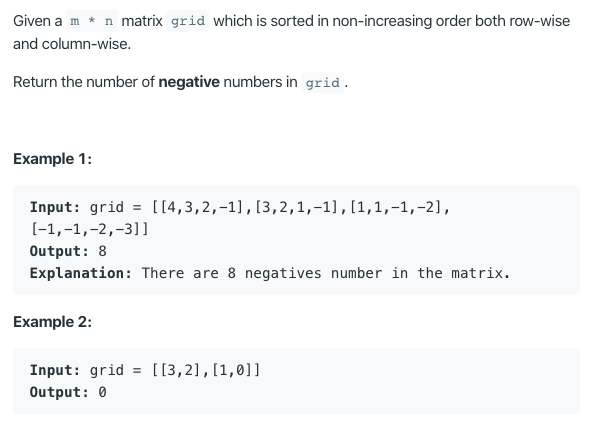 Given a m * n matrix grid which is sorted in non-increasing order both row-wise
and column-wise.
Return the number of negative numbers in grid .
Example 1:
Input: grid = [[4,3,2,-1],[3,2,1,-1],[1,1,-1,-2],
[-1,-1,-2,-3]]
Output: 8
Explanation: There are 8 negatives number in the matrix.
Example 2:
Input: grid = [[3,2],[1,0]]
Output: 0